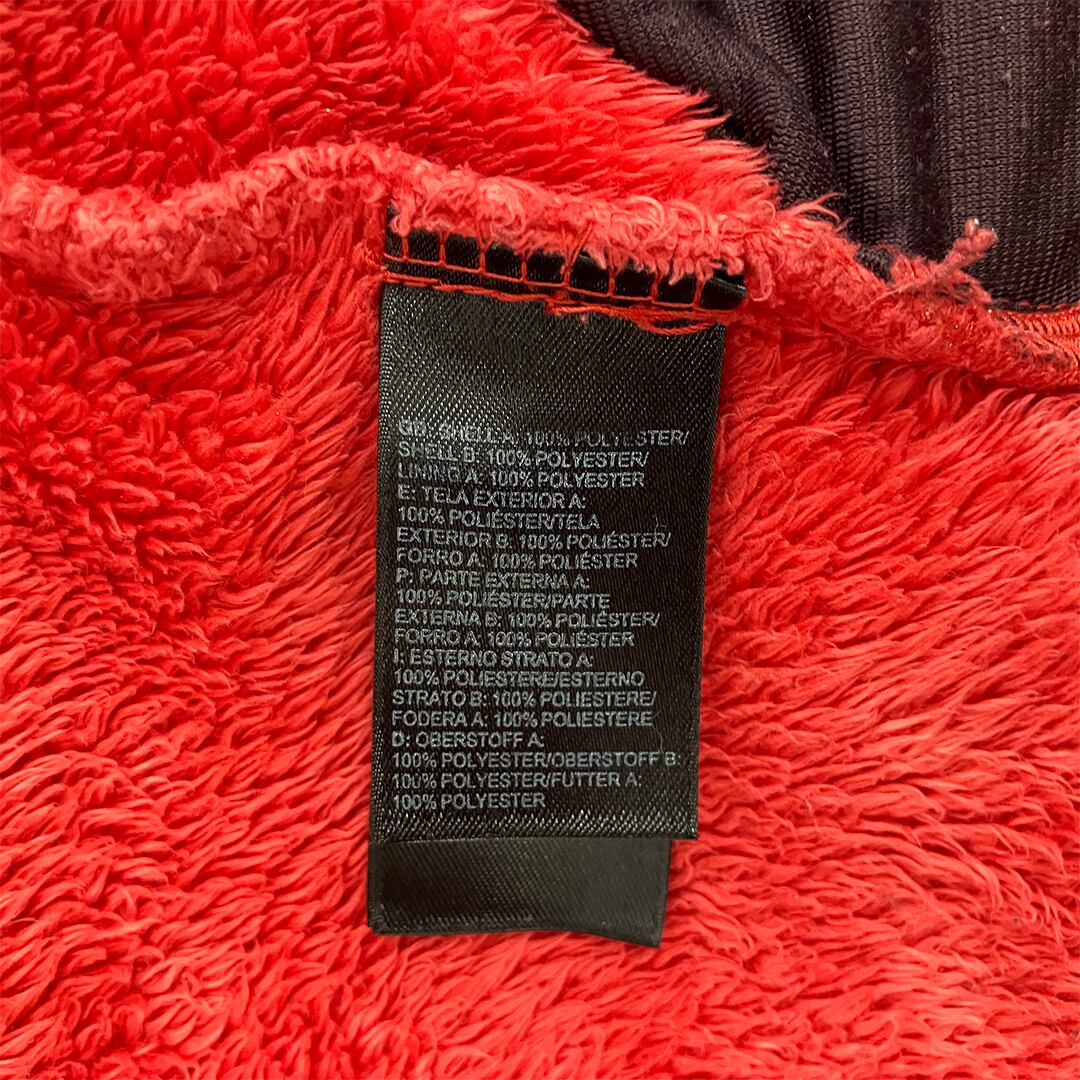 GB: SHELL A: 100% POLYESTER/
SHELL B: 100% POLYESTER/
LINING A: 100% POLYESTER
E: TELA EXTERIOR A:
100% POLIÉSTER/TELA
EXTERIOR B: 100% POLIÉSTER/
FORRO A: 100% POLIÉSTER
P: PARTE EXTERNA A:
100% POLIÉSTER/PARTE
EXTERNA B: 100% POLIÉSTER/
FORRO A: 100% POLIÉSTER
I: ESTERNO STRATO A:
100% POLIESTERE/ESTERNO
STRATO B: 100% POLIESTERE/
FODERA A: 100% POLIESTERE
D: OBERSTOFF A:
100% POLYESTER/OBERSTOFF B:
100% POLYESTER/FUTTER A:
100% POLYESTER